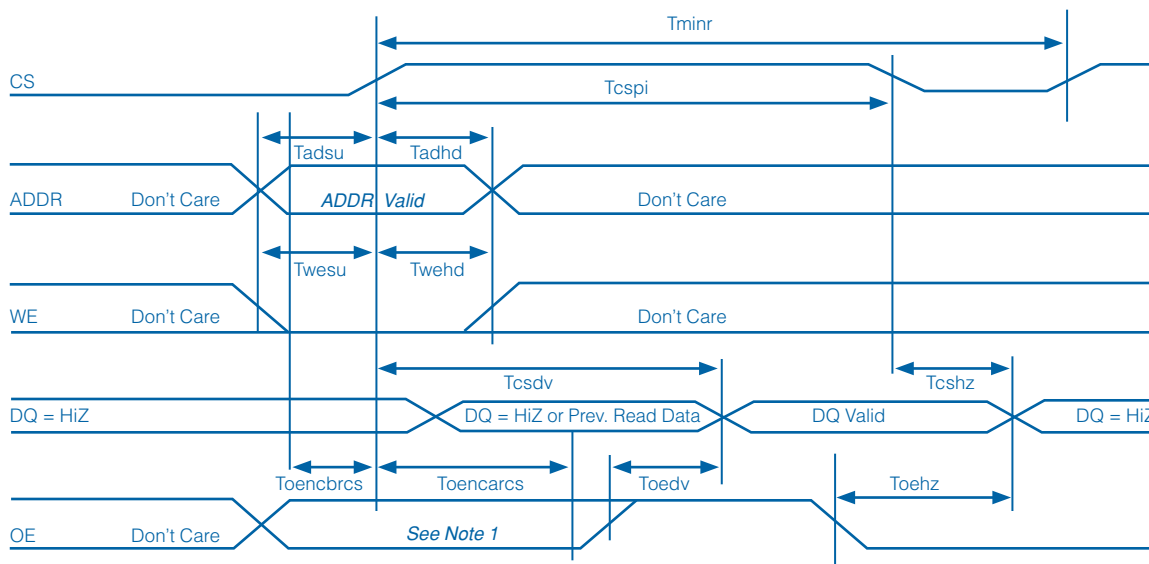 Tminr
CS
Tcspi
Tadsu
Tadhd
ADDR
Don't Care
ADDR Valid
Don't Care
Twesu
Twehd
WE
Don't Care
Don't Care
Tcsdv
Tcshz
DQ = HiZ
DQ = HiZ or Prev. Read Data
DQ Valid
DQ = HiZ
Toencbrcs
Toencarcs
Toedv
Toehz
OE
Don't Care
See Note 1